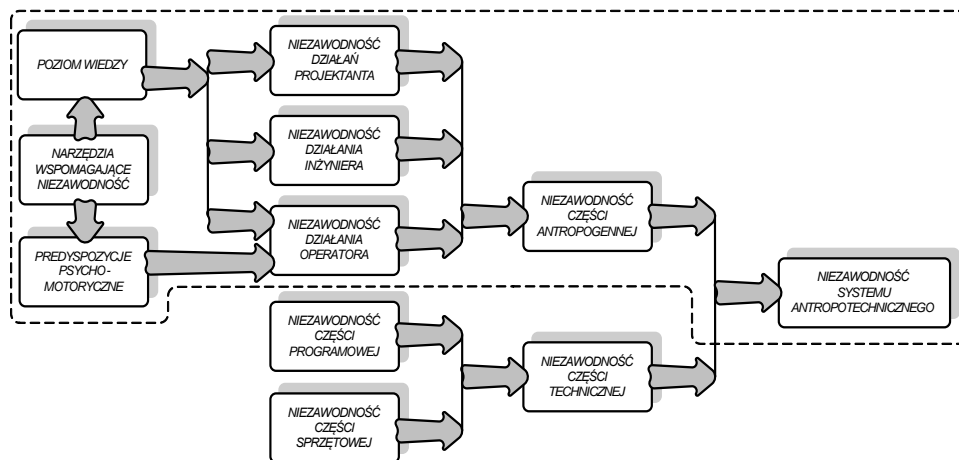 POZIOM WIEDZY
NARZĘDZIA
WSPOMAGAJĄCE
NIEZAWODNOŚĆ
PREDYSPOZYCJE
PSYCHO-
MOTORYCZNE
NIEZAWODNOŚĆ
DZIAŁAŃ
PROJEKTANTA
NIEZAWODNOŚĆ
DZIAŁANIA
INŻYNIERA
NIEZAWODNOŚĆ
DZIAŁANIA
OPERATORA
NIEZAWODNOŚĆ
CZĘŚCI
PROGRAMOWEJ
NIEZAWODNOŚĆ
CZĘŚCI
SPRZĘTOWEJ
NIEZAWODNOŚĆ
CZĘŚCI
ANTROPOGENNEJ
NIEZAWODNOŚĆ
CZĘŚCI
TECHNICZNEJ
NIEZAWODNOŚĆ
SYSTEMU
ANTROPOTECHNICZNEGO